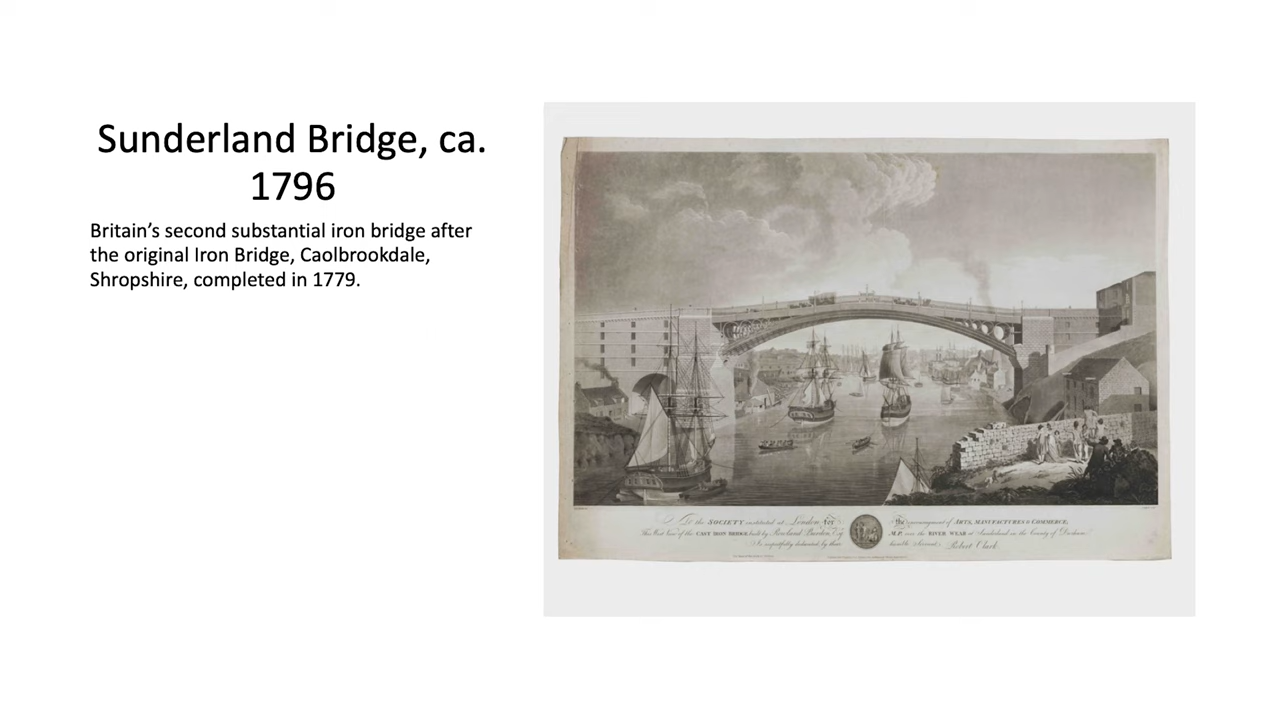 Sunderland Bridge, ca.
1796
Britain's second substantial iron bridge after
the original Iron Bridge, Caolbrookdale,
Shropshire, completed in 1779.
To the SOCIETY instituted at London for the encouragement of ARTS, MANUFACTURES & COMMERCE,
This West View of the CAST IRON BRIDGE, built by Rowland Burdon Esq. M.P. over the RIVER WEAR at Sunderland in the County of Durham
Is respectfully dedicated by their humble Servant, Robert Clark.